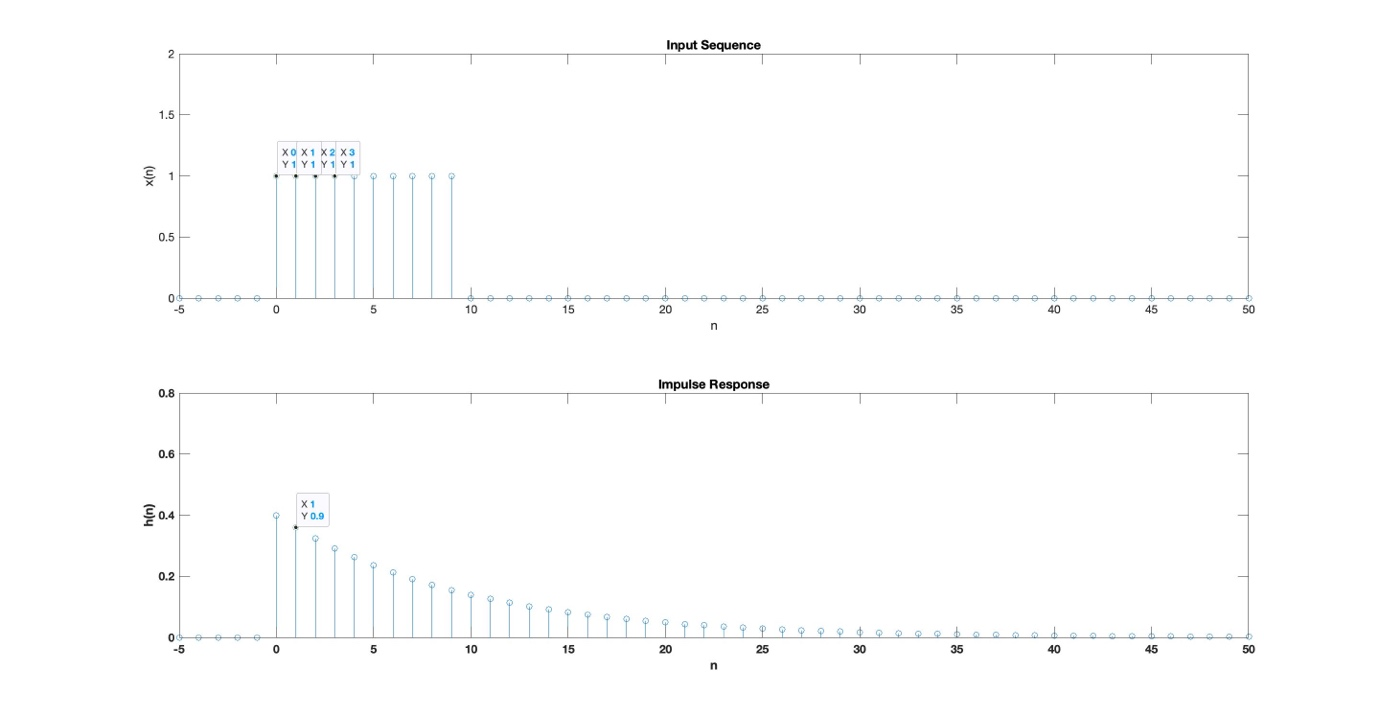 Input Sequence
2
1.5
1
0.5
0
x(n)
X 0 X 1 X 2 X 3
Y 1 Y 1 Y 1 Y 1
-5 0 5 10 15 20 25 30 35 40 45 50
n
Impulse Response
0.8
0.6
0.4
0.2
0
h(n)
X 1
Y 0.9
-5 0 5 10 15 20 25 30 35 40 45 50
n